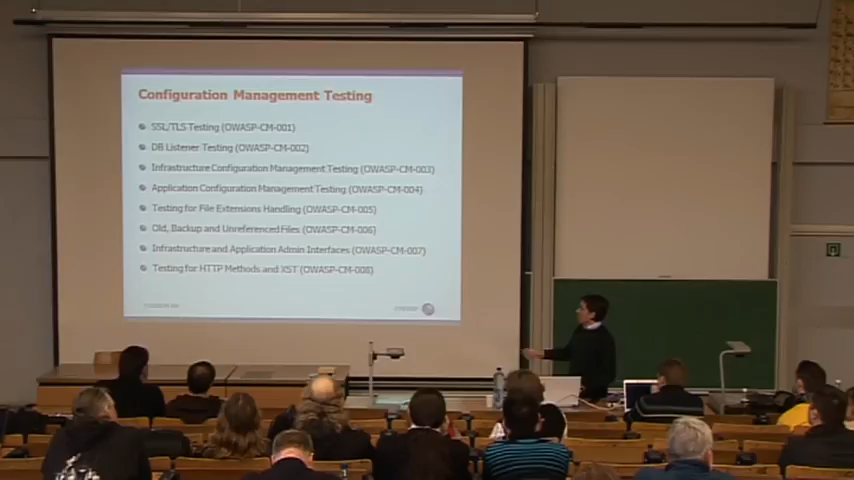 Configuration Management Testing
SSL/TLS Testing (OWASP-CM-001)
DB Listener Testing (OWASP-CM-002)
Infrastructure Configuration Management Testing (OWASP-CM-003)
Application Configuration Management Testing (OWASP-CM-004)
Testing for File Extensions Handling (OWASP-CM-005)
Old, Backup and Unreferenced Files (OWASP-CM-006)
Infrastructure and Application Admin Interfaces (OWASP-CM-007)
Testing for HTTP Methods and XST (OWASP-CM-008)